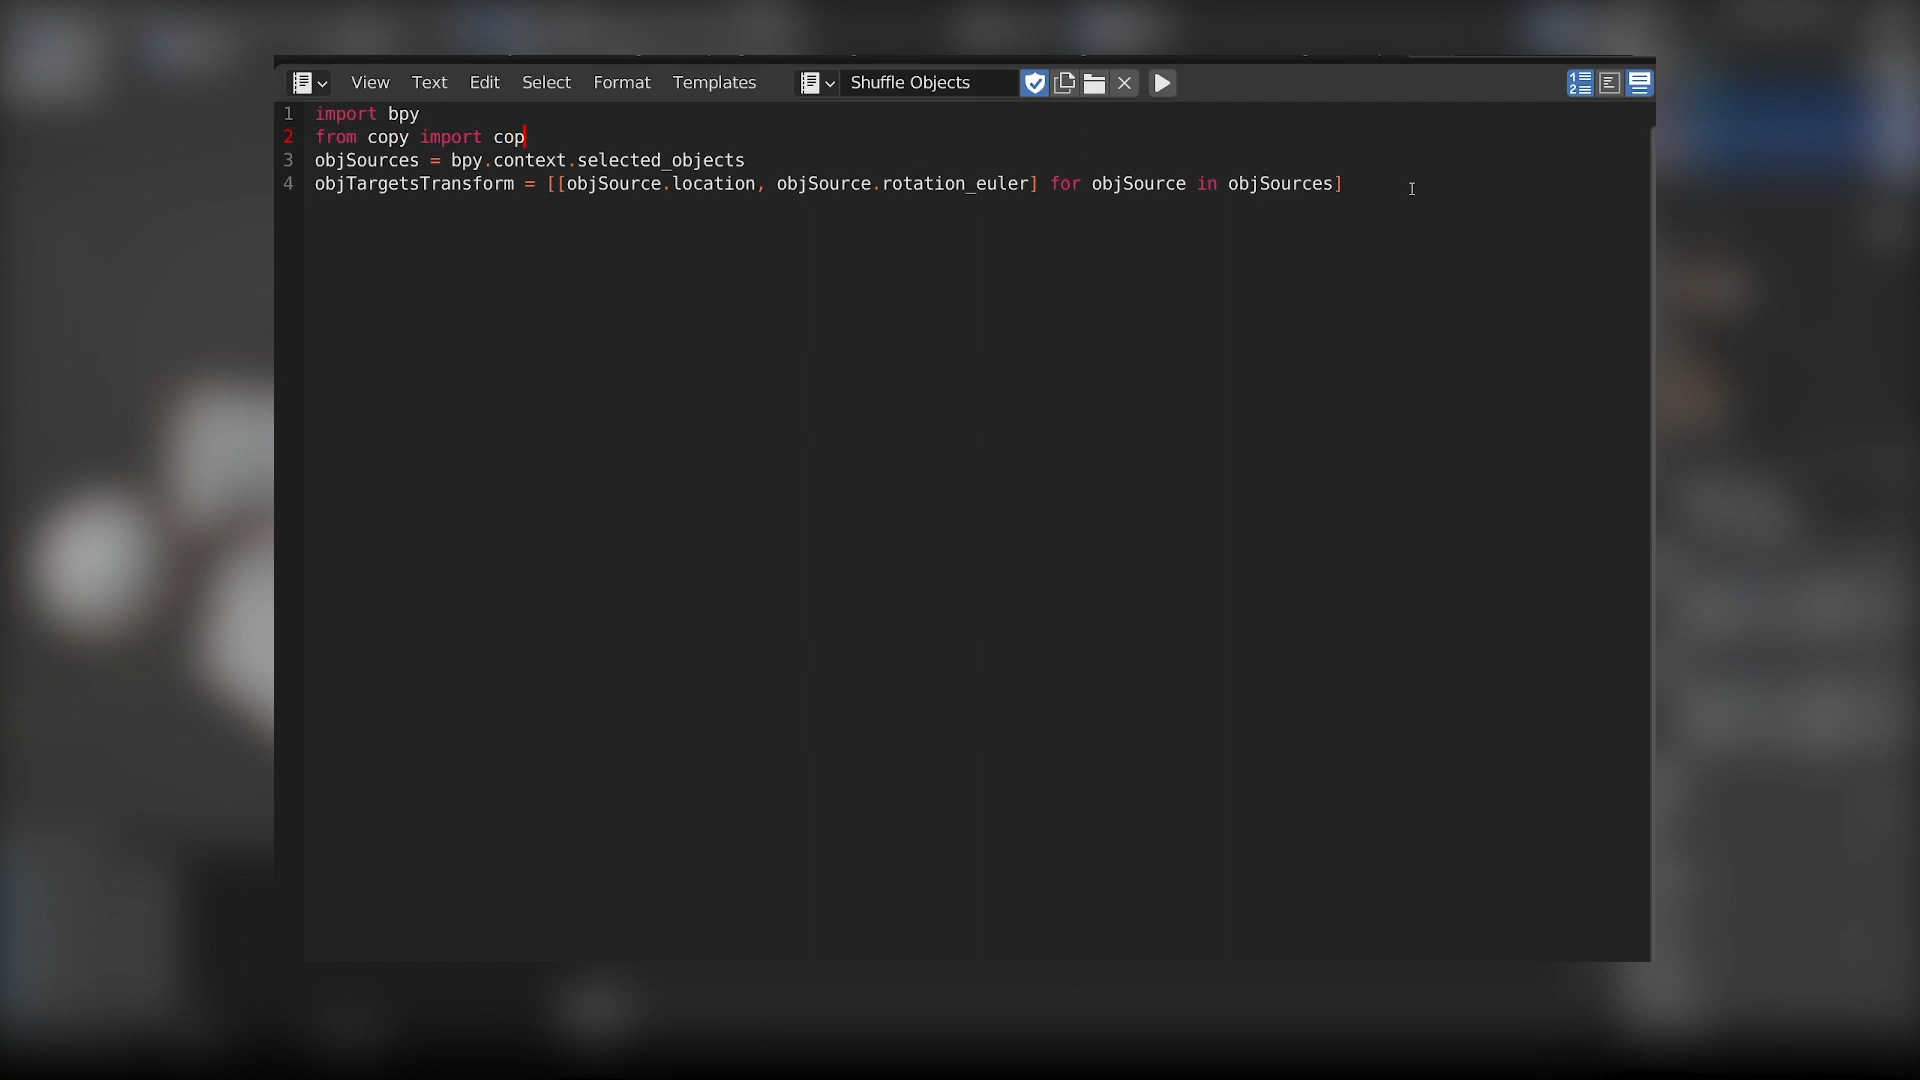 View Text Edit Select Format Templates Shuffle Objects
1 import bpy
2 from copy import cop
3 objSources = bpy.context.selected_objects
4 objTargetsTransform = [[objSource.location, objSource.rotation_euler] for objSource in objSources]